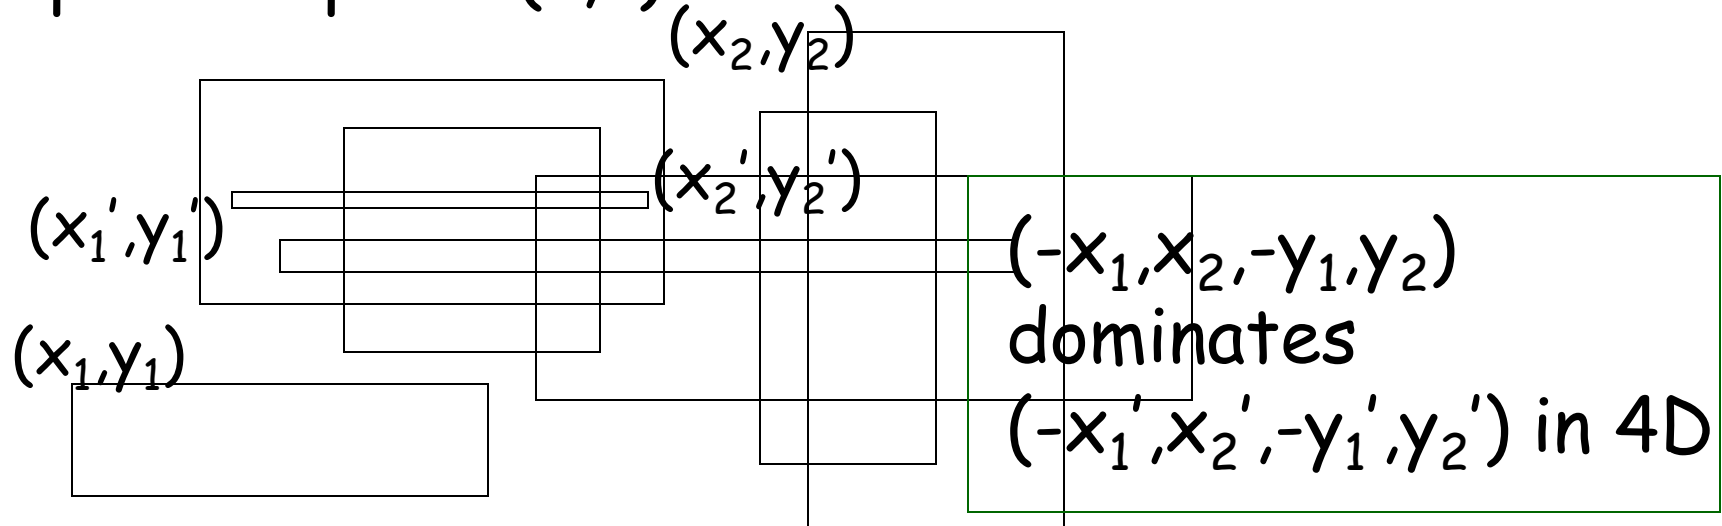 (x₂,y₂)
(x₂',y₂')
(x₁',y₁')
(x₁,y₁)
(-x₁,x₂,-y₁,y₂)
dominates
(-x₁',x₂',-y₁',y₂') in 4D